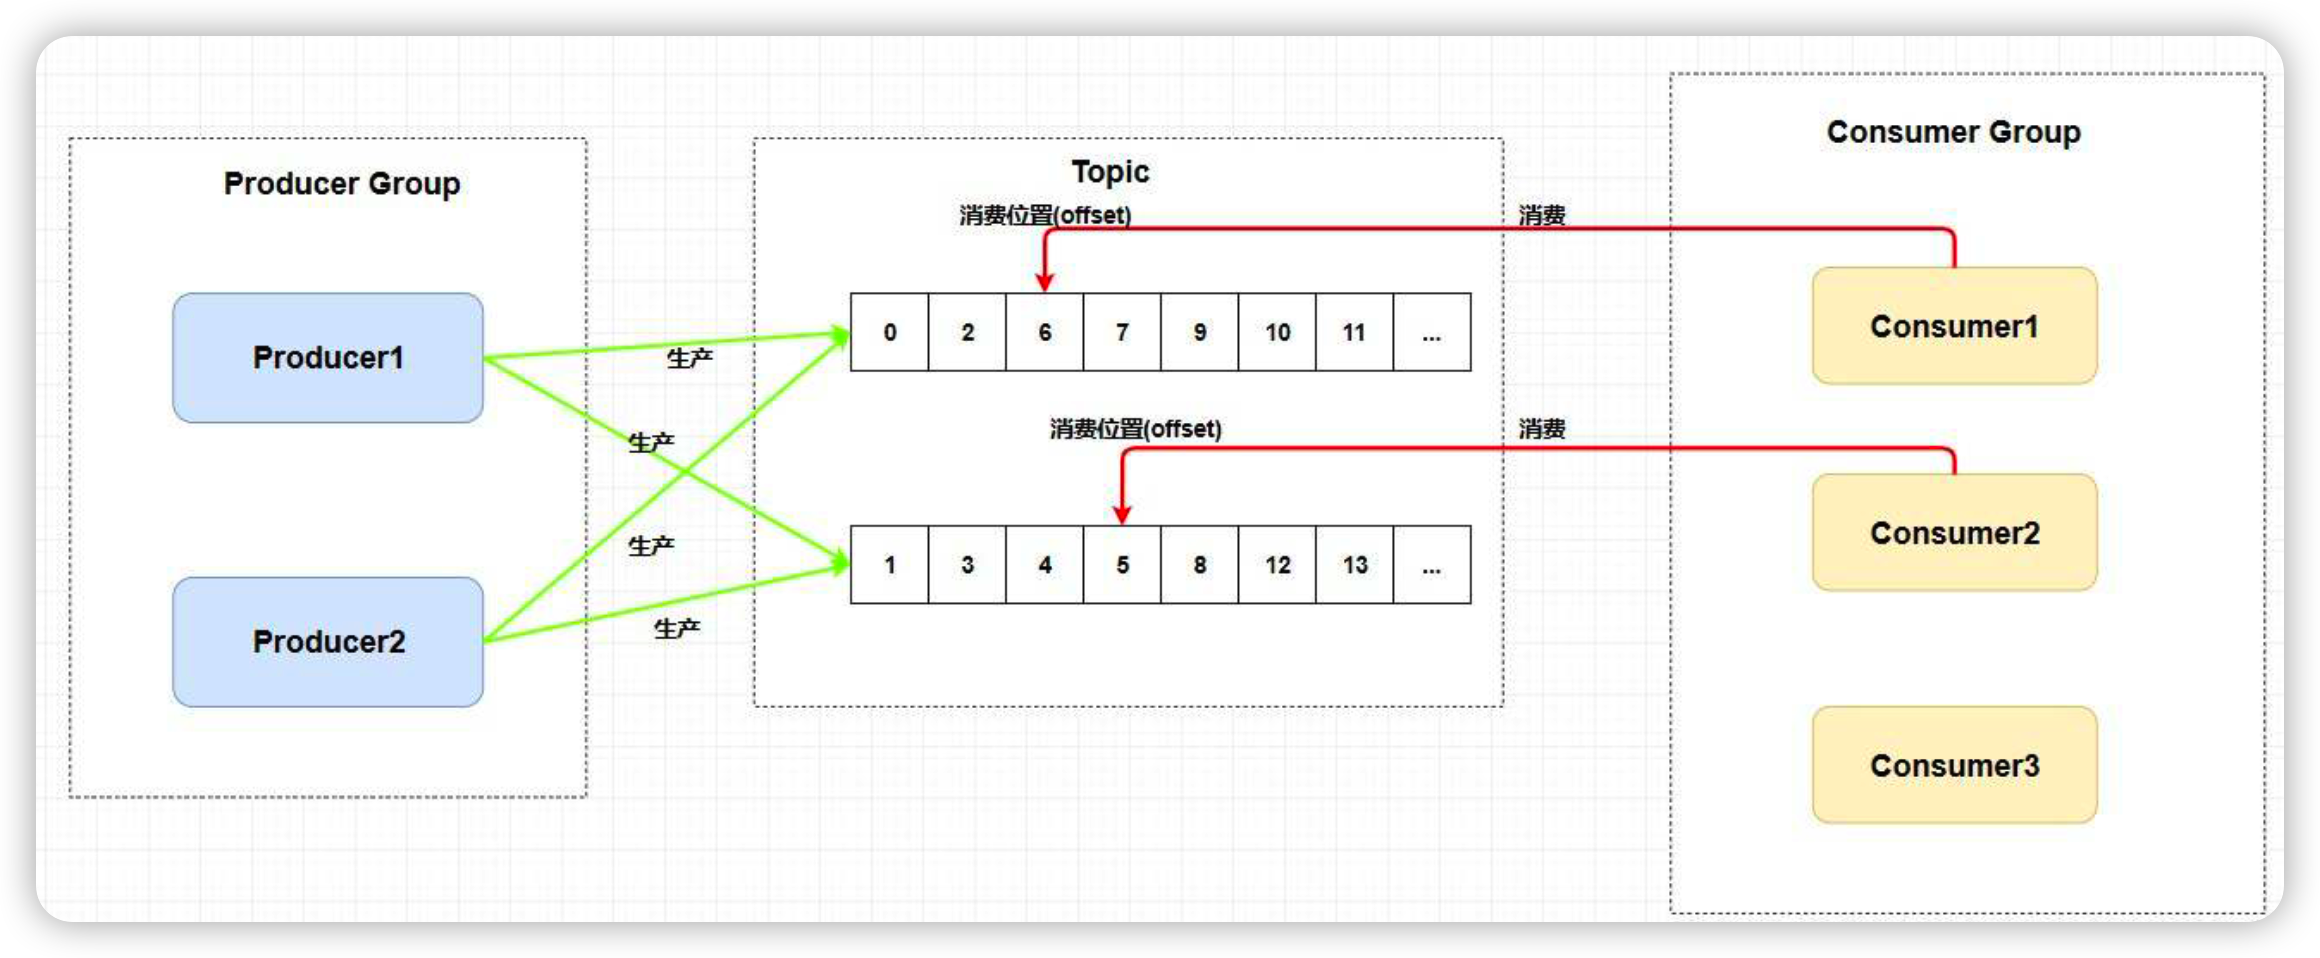 Producer Group
Producer1
Producer2
生产
生产
生产
生产
Topic
消费位置(offset)
0 2 6 7 9 10 11 ...
消费位置(offset)
1 3 4 5 8 12 13 ...
消费
消费
Consumer Group
Consumer1
Consumer2
Consumer3